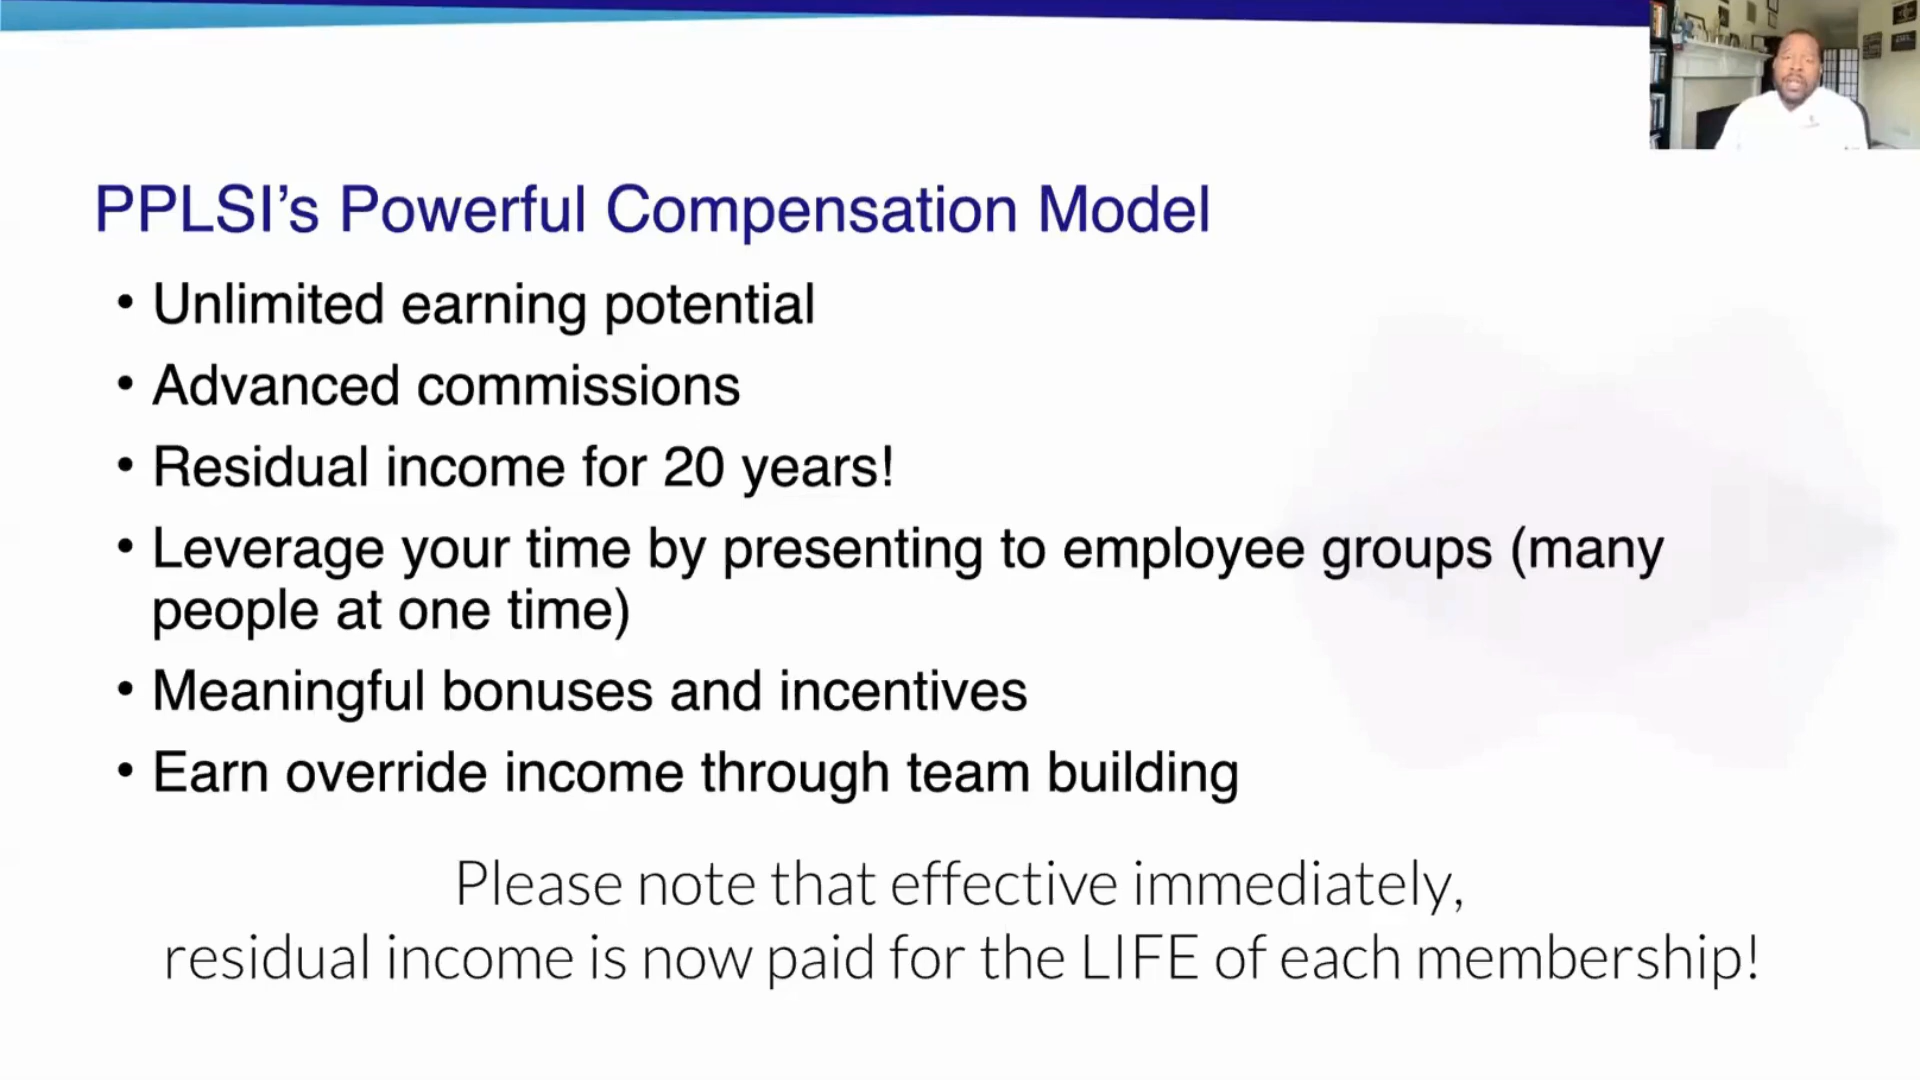 PPLSI’s Powerful Compensation Model
• Unlimited earning potential
• Advanced commissions
• Residual income for 20 years!
• Leverage your time by presenting to employee groups (many
people at one time)
• Meaningful bonuses and incentives
• Earn override income through team building
Please note that effective immediately,
residual income is now paid for the LIFE of each membership!